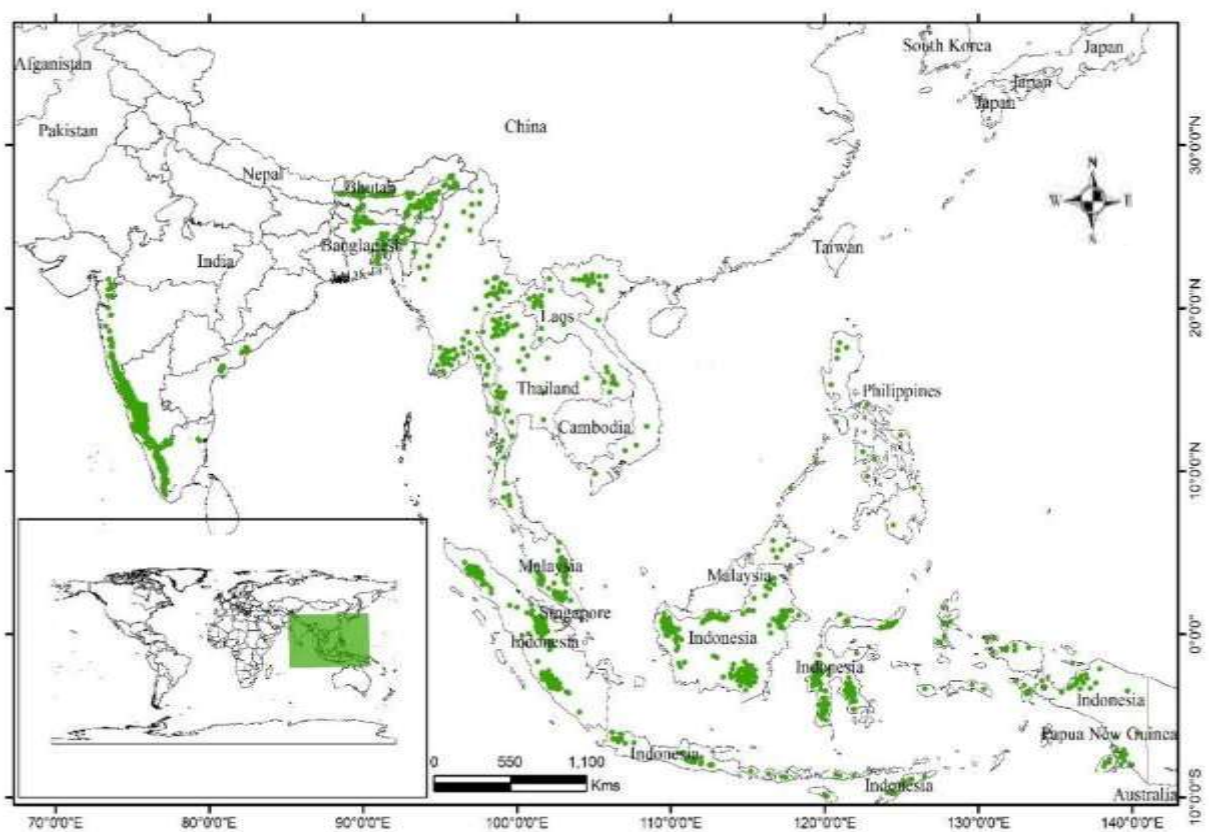 Afganistan
South Korea
Japan
Japan
Japan
Pakistan
China
Nepal
Bhutan
N
W
E
S
Bangladesh
India
Taiwan
Laos
Thailand
Philippines
Cambodia
Malaysia
Malaysia
Singapore
Indonesia
Indonesia
Indonesia
Indonesia
Indonesia
Indonesia
Papua New Guinea
Australia
0 550 1,100
Kms
30°0'0"N
20°0'0"N
10°0'0"N
0°0'0"
10°0'0"S
70°0'0"E 80°0'0"E 90°0'0"E 100°0'0"E 110°0'0"E 120°0'0"E 130°0'0"E 140°0'0"E